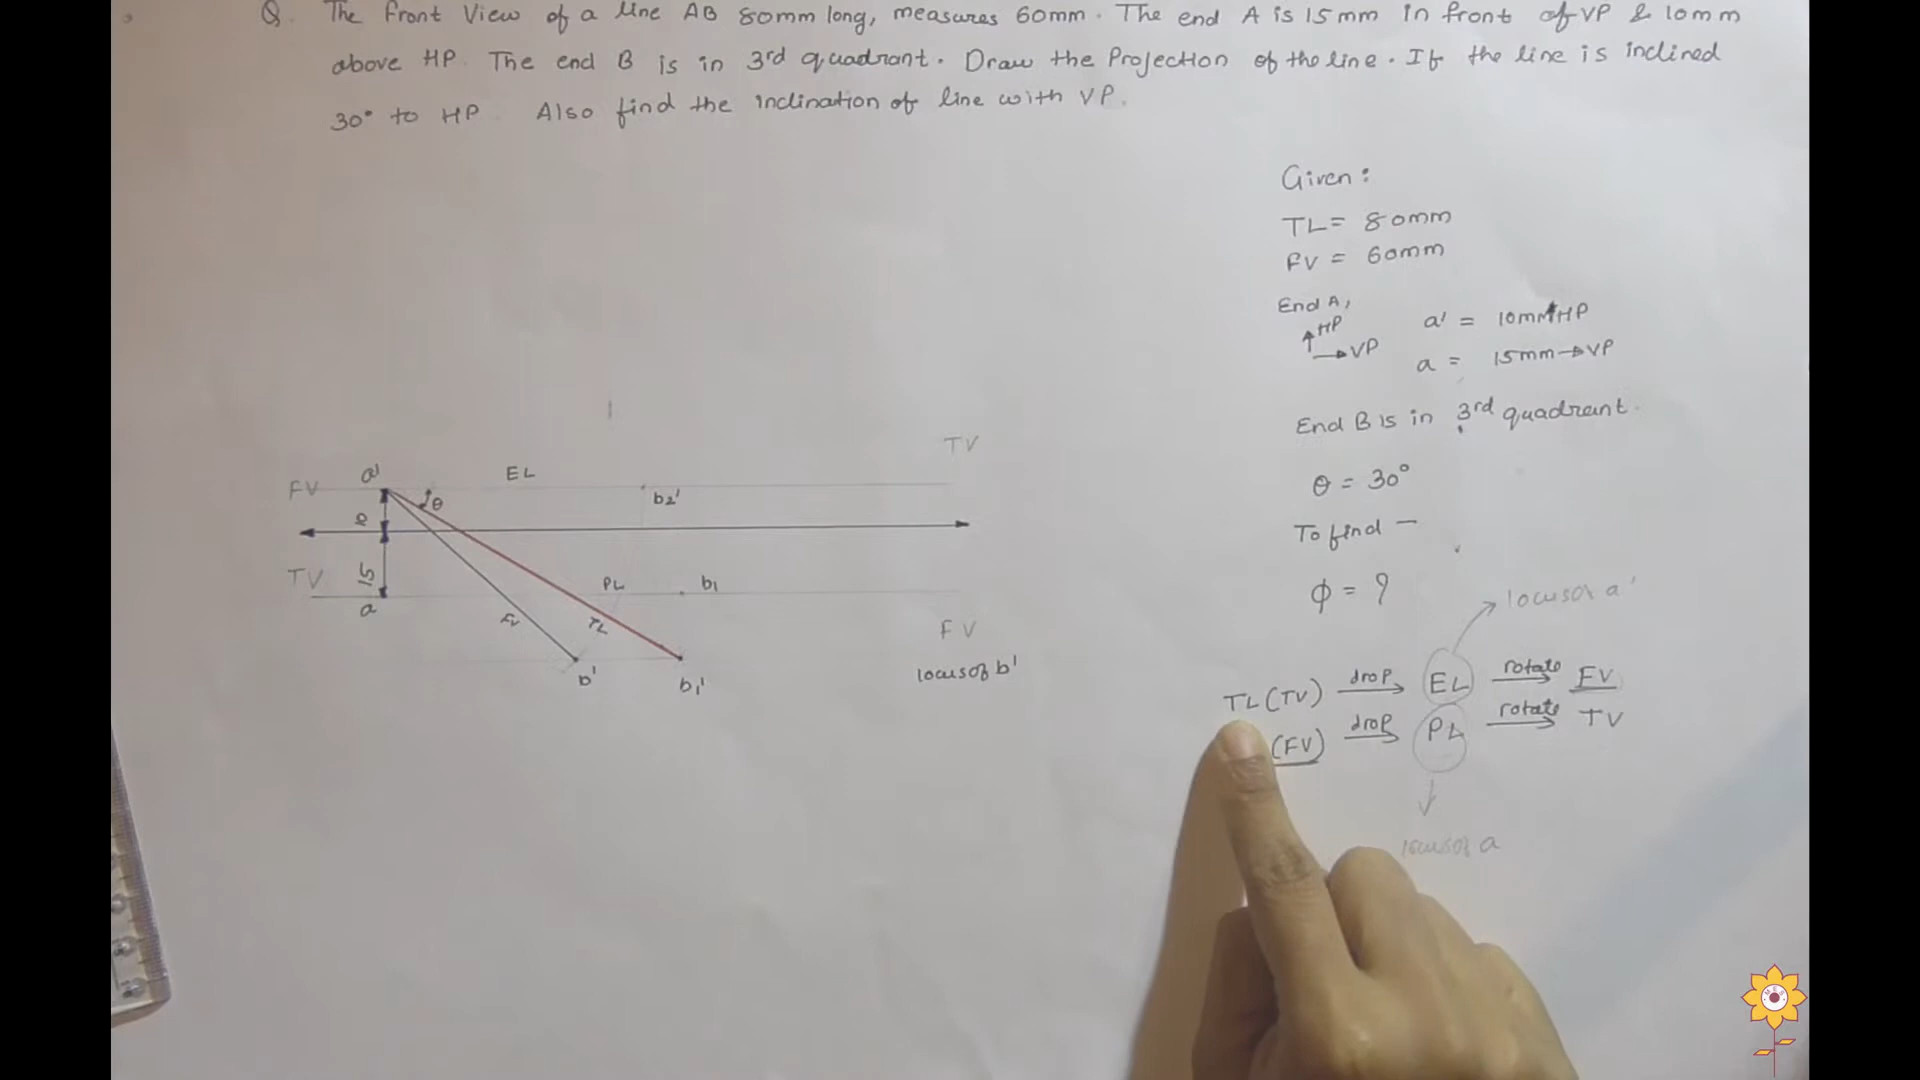 Q. The Front View of a line AB 80mm long, measures 60mm. The end A is 15mm in front of VP & 10mm
above HP. The end B is in 3rd quadrant. Draw the Projection of the line. If the line is inclined
30° to HP Also find the inclination of line with VP.
Given:
TL = 80mm
FV = 60mm
End A,
↑HP
→VP
a' = 10mm↑HP
a = 15mm→VP
End B is in 3rd quadrant.
θ = 30°
To find -
ϕ = ?
locus of a'
TL (TV) drop EL rotate FV
(FV) drop PL rotate TV
locus of a
TV
FV a' EL
θ b2'
TV 15 PL b1
a
FV TL FV
b' b1' locus of b'